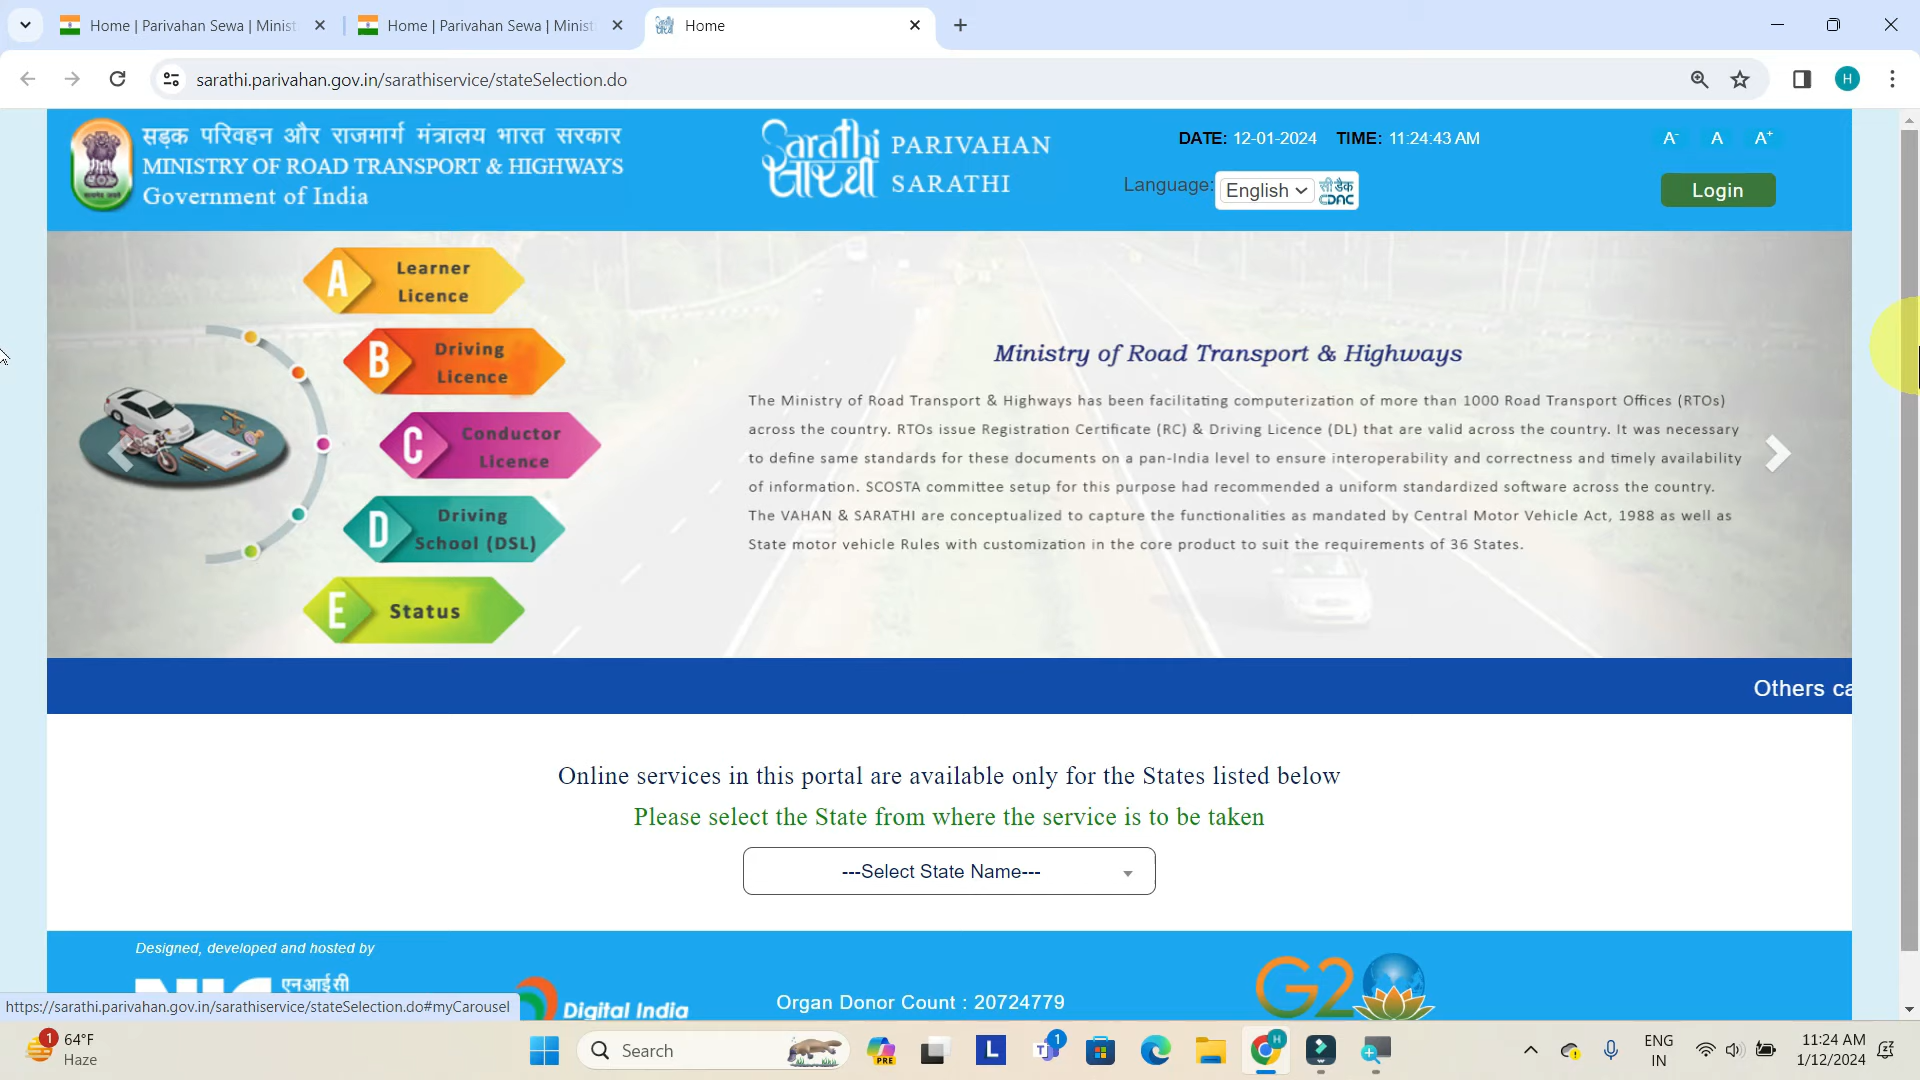 Home | Parivahan Sewa | Minist
Home | Parivahan Sewa | Minist
Home
sarathi.parivahan.gov.in/sarathiservice/stateSelection.do
H
सड़क परिवहन और राजमार्ग मंत्रालय भारत सरकार
MINISTRY OF ROAD TRANSPORT & HIGHWAYS
Government of India
Sarathi
सारथी
PARIVAHAN
SARATHI
DATE: 12-01-2024 TIME: 11:24:43 AM
A- A A+
Language: English
सी डैक
CDAC
Login
A Learner Licence
B Driving Licence
C Conductor Licence
D Driving School (DSL)
E Status
Ministry of Road Transport & Highways
The Ministry of Road Transport & Highways has been facilitating computerization of more than 1000 Road Transport Offices (RTOs)
across the country. RTOs issue Registration Certificate (RC) & Driving Licence (DL) that are valid across the country. It was necessary
to define same standards for these documents on a pan-India level to ensure interoperability and correctness and timely availability
of information. SCOSTA committee setup for this purpose had recommended a uniform standardized software across the country.
The VAHAN & SARATHI are conceptualized to capture the functionalities as mandated by Central Motor Vehicle Act, 1988 as well as
State motor vehicle Rules with customization in the core product to suit the requirements of 36 States.
Others ca
Online services in this portal are available only for the States listed below
Please select the State from where the service is to be taken
---Select State Name---
Designed, developed and hosted by
NIC एनआईसी
Digital India
Organ Donor Count : 20724779
G2
https://sarathi.parivahan.gov.in/sarathiservice/stateSelection.do#myCarousel
1
64°F
Haze
Search
PRE
L
1
H
ENG
IN
11:24 AM
1/12/2024